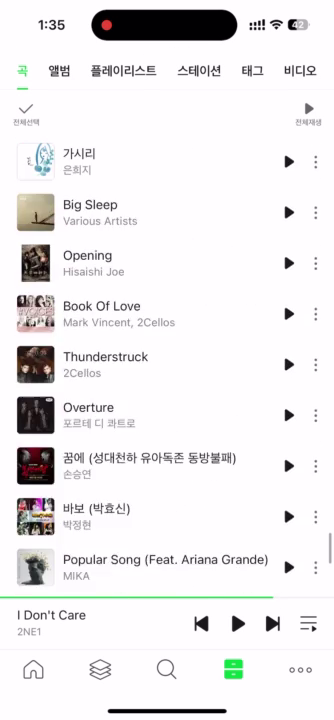 1:35
42
곡 앨범 플레이리스트 스테이션 태그 비디오
전체선택 전체재생
가시리
은희지
Big Sleep
Various Artists
Opening
Hisaishi Joe
Book Of Love
Mark Vincent, 2Cellos
Thunderstruck
2Cellos
Overture
포르테 디 콰트로
꿈에 (성대천하 유아독존 동방불패)
손승연
바보 (박효신)
박정현
Popular Song (Feat. Ariana Grande)
MIKA
I Don't Care
2NE1